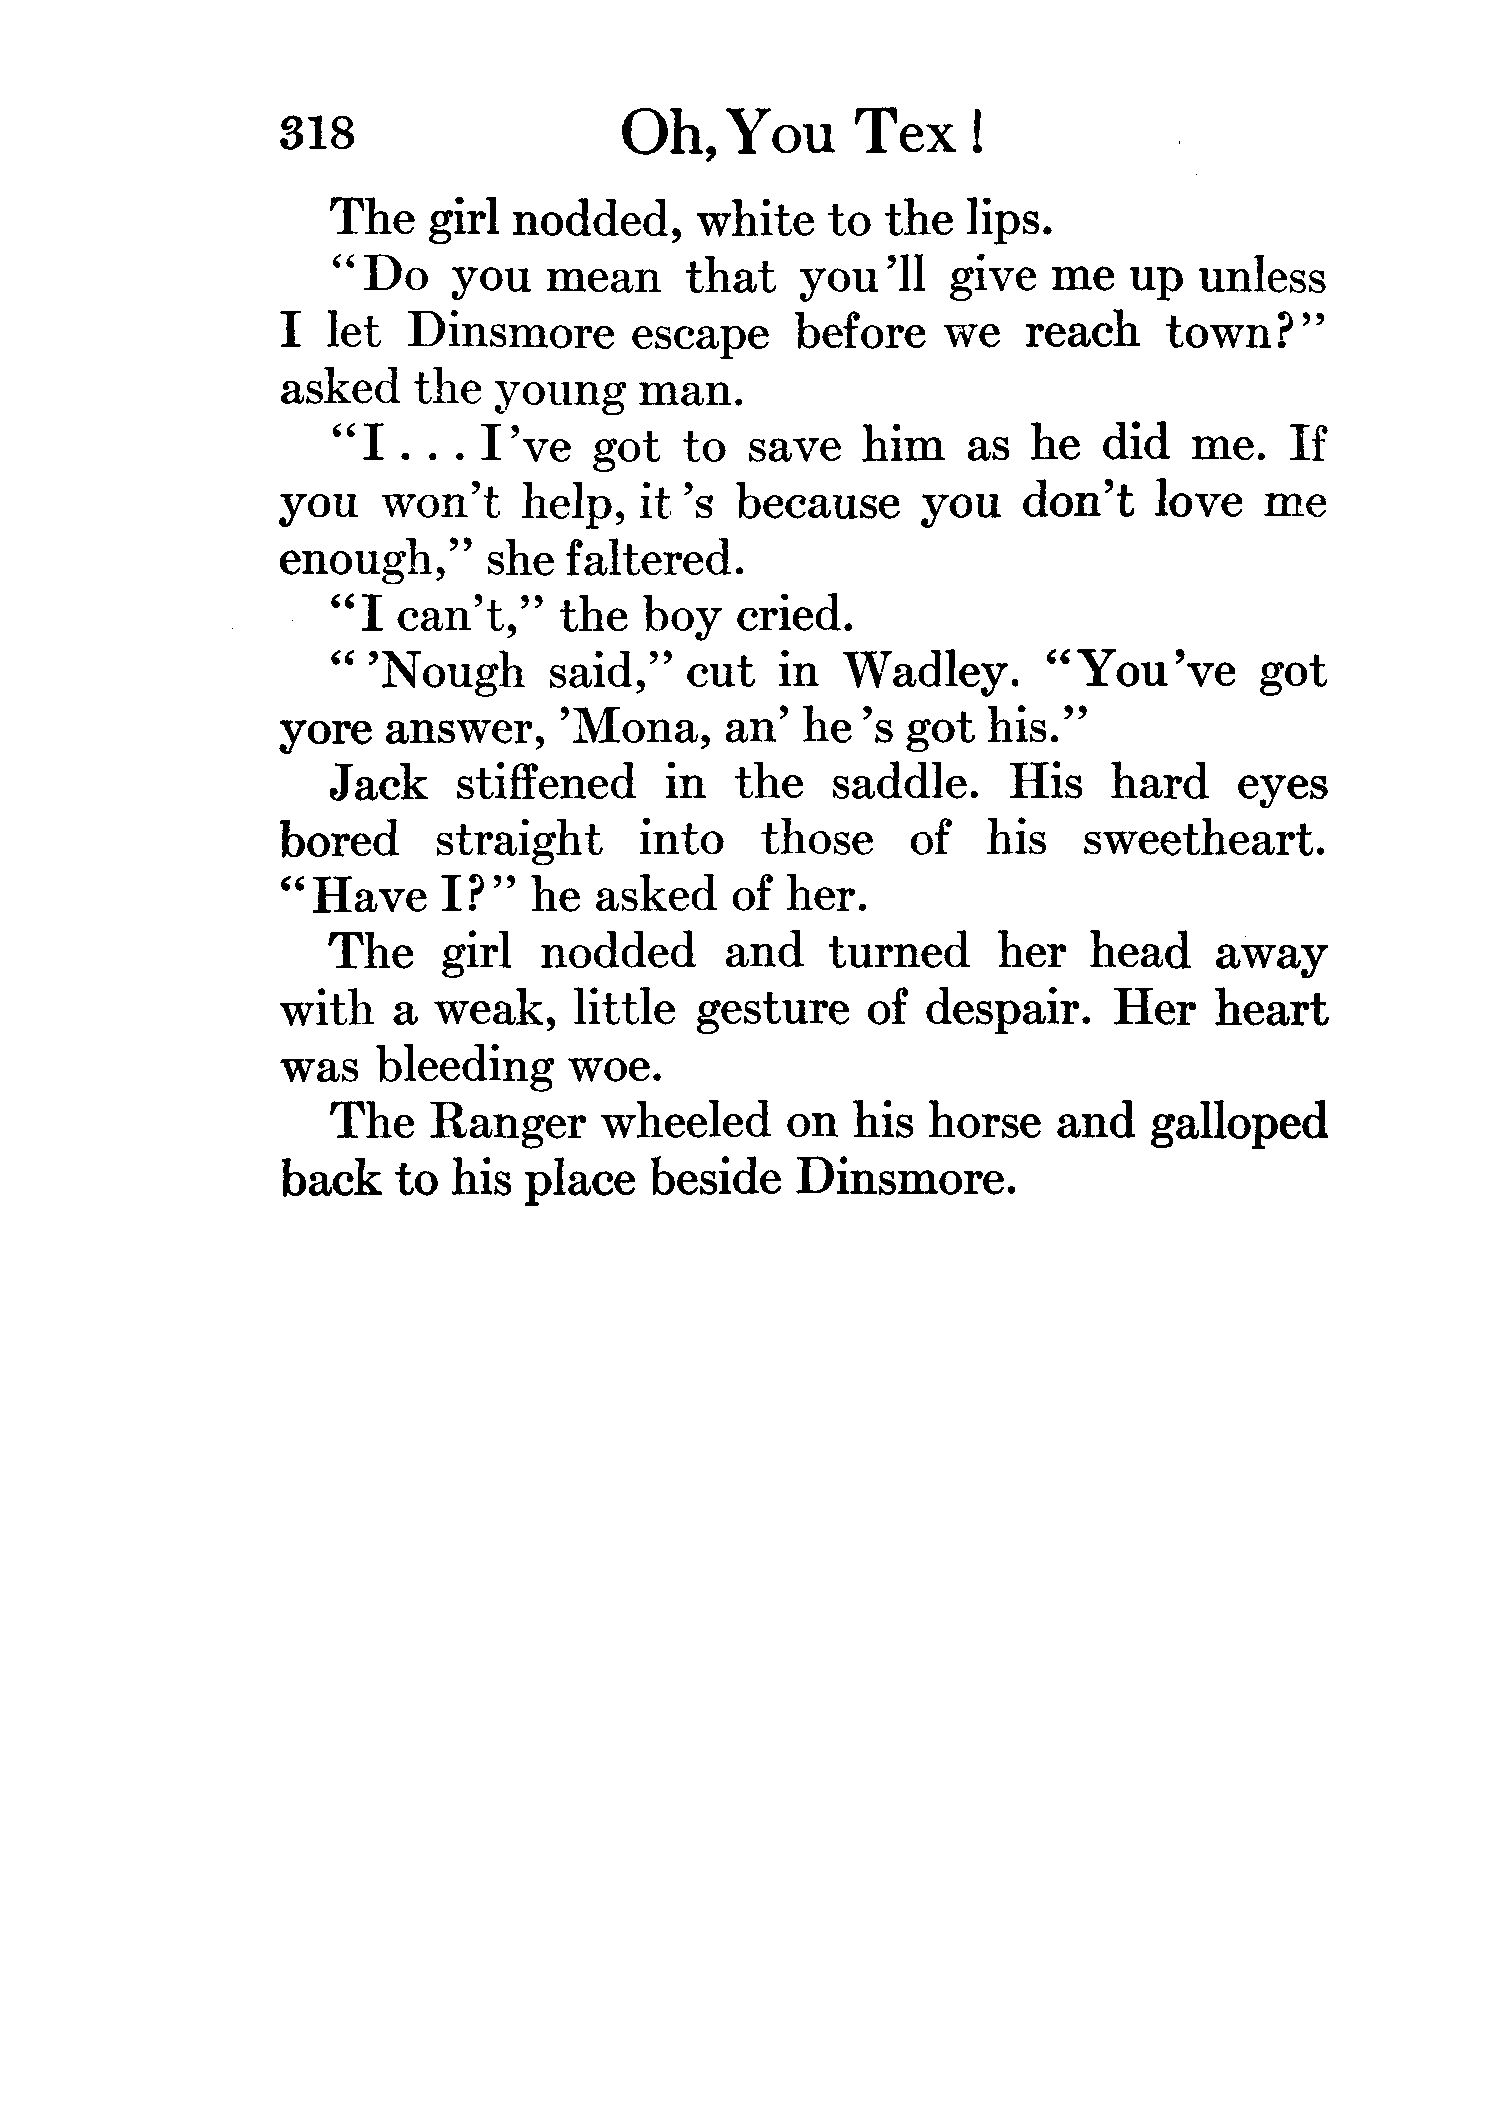 318 Oh, You Tex!
The girl nodded, white to the lips.
"Do you mean that you'll give me up unless
I let Dinsmore escape before we reach town?"
asked the young man.
"I... I've got to save him as he did me. If
you won't help, it's because you don't love me
enough," she faltered.
"I can't," the boy cried.
"'Nough said," cut in Wadley. "You've got
yore answer, 'Mona, an' he's got his."
Jack stiffened in the saddle. His hard eyes
bored straight into those of his sweetheart.
"Have I?" he asked of her.
The girl nodded and turned her head away
with a weak, little gesture of despair. Her heart
was bleeding woe.
The Ranger wheeled on his horse and galloped
back to his place beside Dinsmore.